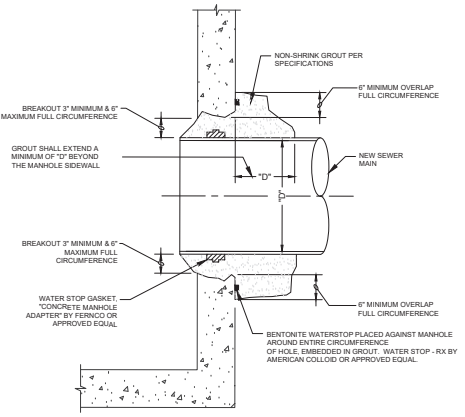 NON-SHRINK GROUT PER
SPECIFICATIONS
6" MINIMUM OVERLAP
FULL CIRCUMFERENCE
BREAKOUT 3" MINIMUM & 6"
MAXIMUM FULL CIRCUMFERENCE
GROUT SHALL EXTEND A
MINIMUM OF "D" BEYOND
THE MANHOLE SIDEWALL
NEW SEWER
MAIN
"D"
"D"
BREAKOUT 3" MINIMUM & 6"
MAXIMUM FULL
CIRCUMFERENCE
WATER STOP GASKET,
"CONCRETE MANHOLE
ADAPTER" BY FERNCO OR
APPROVED EQUAL
6" MINIMUM OVERLAP
FULL CIRCUMFERENCE
BENTONITE WATERSTOP PLACED AGAINST MANHOLE
AROUND ENTIRE CIRCUMFERENCE
OF HOLE, EMBEDDED IN GROUT. WATER STOP - RX BY
AMERICAN COLLOID OR APPROVED EQUAL.